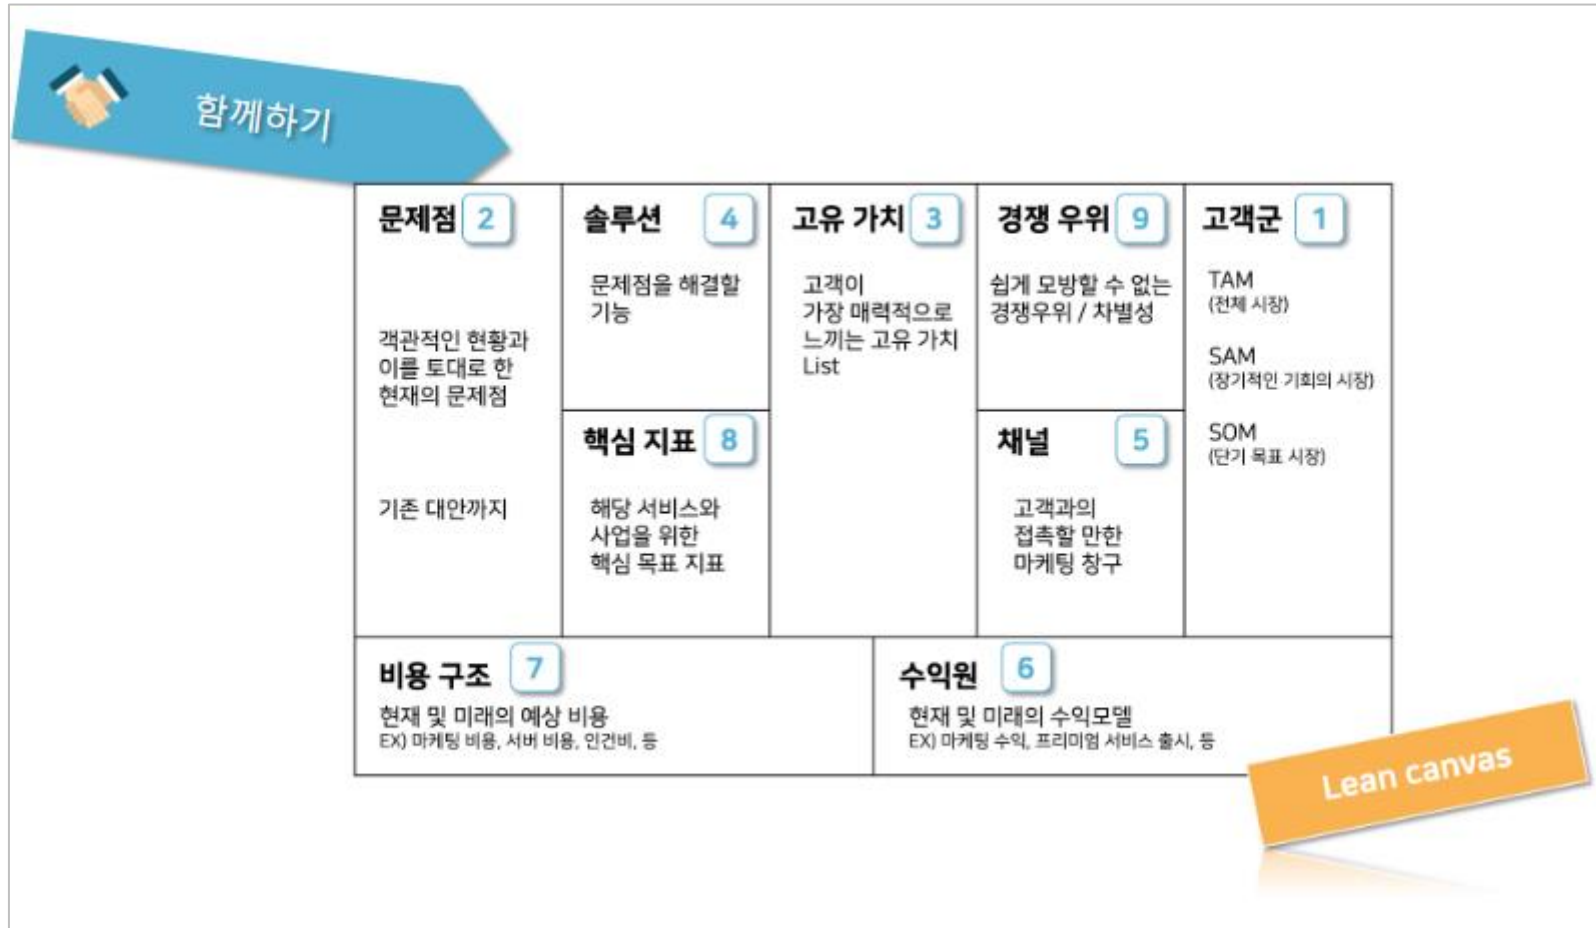 함께하기
문제점 2
객관적인 현황과
이를 토대로 한
현재의 문제점
기존 대안까지
솔루션 4
문제점을 해결할
기능
핵심 지표 8
해당 서비스와
사업을 위한
핵심 목표 지표
고유 가치 3
고객이
가장 매력적으로
느끼는 고유 가치
List
경쟁 우위 9
쉽게 모방할 수 없는
경쟁우위 / 차별성
채널 5
고객과의
접촉할 만한
마케팅 창구
고객군 1
TAM
(전체 시장)
SAM
(장기적인 기회의 시장)
SOM
(단기 목표 시장)
비용 구조 7
현재 및 미래의 예상 비용
EX) 마케팅 비용, 서버 비용, 인건비, 등
수익원 6
현재 및 미래의 수익모델
EX) 마케팅 수익, 프리미엄 서비스 출시, 등
Lean canvas